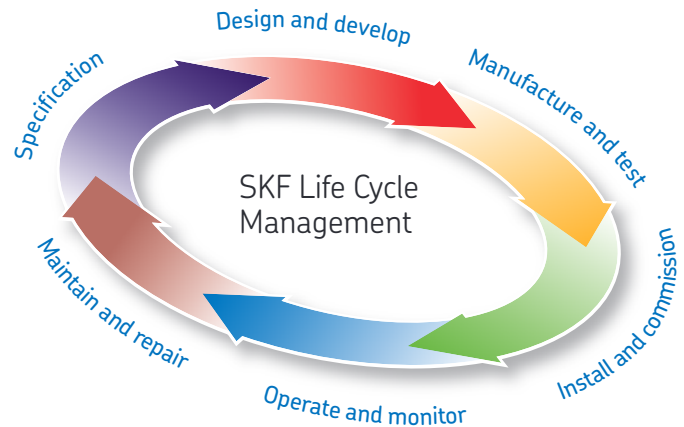 Design and develop
Manufacture and test
Specification
SKF Life Cycle
Management
Install and commission
Maintain and repair
Operate and monitor